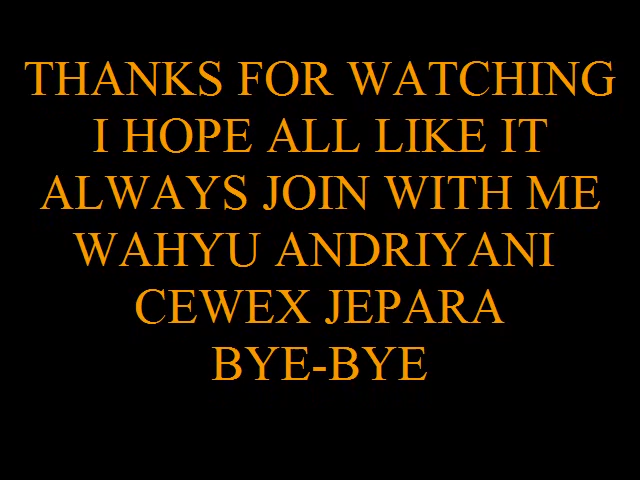 THANKS FOR WATCHING
I HOPE ALL LIKE IT
ALWAYS JOIN WITH ME
WAHYU ANDRIYANI
CEWEX JEPARA
BYE-BYE